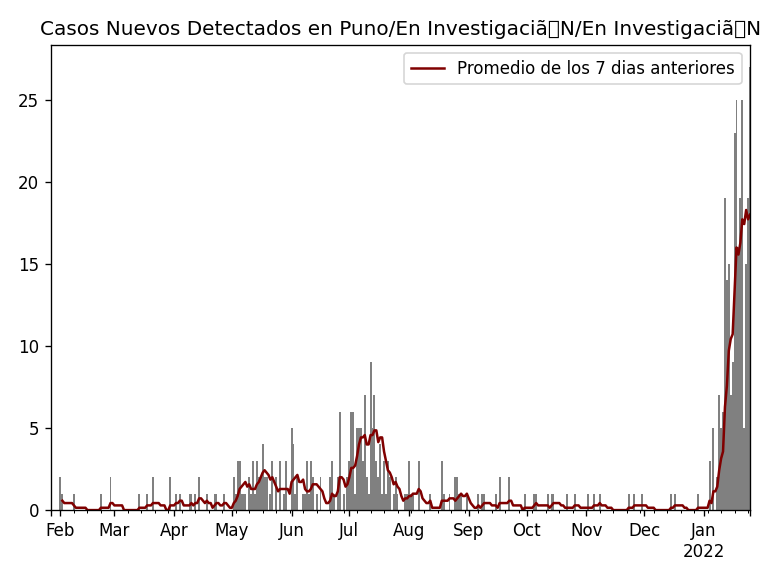 Casos Nuevos Detectados en Puno/En Investigaciã▯N/En Investigaciã▯N
Promedio de los 7 dias anteriores
25
20
15
10
5
0
Feb Mar Apr May Jun Jul Aug Sep Oct Nov Dec Jan
2022